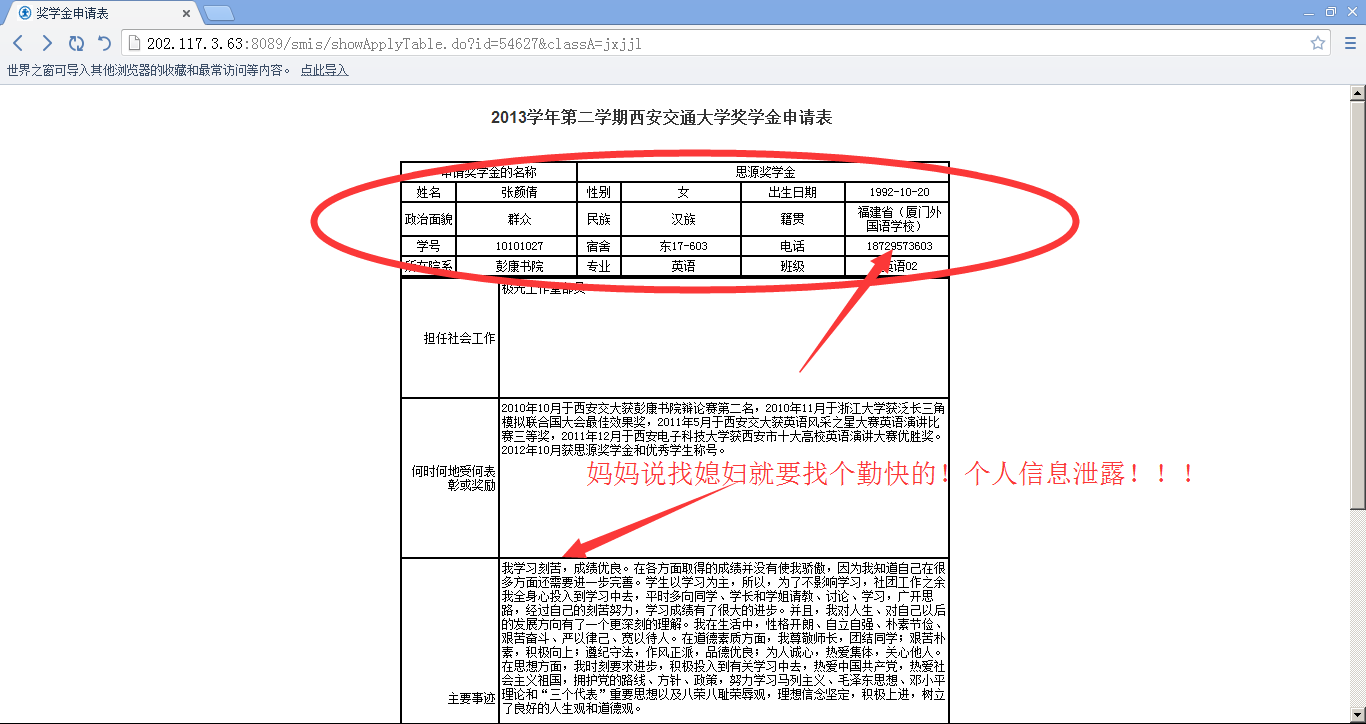 奖学金申请表
202.117.3.63:8089/smis/showApplyTable.do?id=54627&classA=jxjjl
世界之窗可导入其他浏览器的收藏和最常访问等内容。 点此导入
2013学年第二学期西安交通大学奖学金申请表
申请奖学金的名称 思源奖学金
姓名 张颜倩 性别 女 出生日期 1992-10-20
政治面貌 群众 民族 汉族 籍贯 福建省（厦门外
国语学校）
学号 10101027 宿舍 东17-603 电话 18729573603
所在院系 彭康书院 专业 英语 班级 英语02
担任社会工作 极光工作室部员
何时何地受何表
彰或奖励
2010年10月于西安交大获彭康书院辩论赛第二名，2010年11月于浙江大学获泛长三角
模拟联合国大会最佳效果奖，2011年5月于西安交大获英语风采之星大赛英语演讲比
赛三等奖，2011年12月于西安电子科技大学获西安市十大高校英语演讲大赛优胜奖。
2012年10月获思源奖学金和优秀学生称号。
妈妈说找媳妇就要找个勤快的！个人信息泄露！！！
主要事迹
我学习刻苦，成绩优良。在各方面取得的成绩并没有使我骄傲，因为我知道自己在很
多方面还需要进一步完善。学生以学习为主，所以，为了不影响学习，社团工作之余
我全身心投入到学习中去，平时多向同学、学长和学姐请教、讨论、学习，广开思
路，经过自己的刻苦努力，学习成绩有了很大的进步。并且，我对人生、对自己以后
的发展方向有了一个更深刻的理解。我在生活中，性格开朗、自立自强、朴素节俭、
艰苦奋斗、严以律己、宽以待人。在道德素质方面，我尊敬师长，团结同学；艰苦朴
素，积极向上；遵纪守法，作风正派，品德优良；为人诚心，热爱集体，关心他人。
在思想方面，我时刻要求进步，积极投入到有关学习中去，热爱中国共产党，热爱社
会主义祖国，拥护党的路线、方针、政策，努力学习马列主义、毛泽东思想、邓小平
理论和“三个代表”重要思想以及八荣八耻荣辱观，理想信念坚定，积极上进，树立
了良好的人生观和道德观。